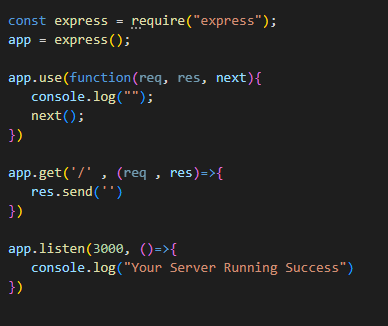 const express = require("express");
app = express();
app.use(function(req, res, next){
console.log("");
next();
})
app.get('/' , (req , res)=>{
res.send('')
})
app.listen(3000, ()=>{
console.log("Your Server Running Success")
})